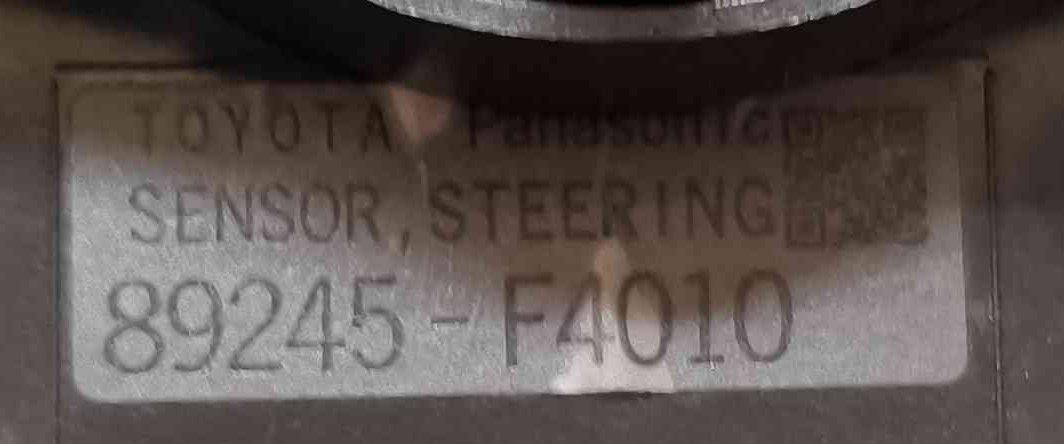 TOYOTA Panasonic
SENSOR, STEERING
89245-F4010